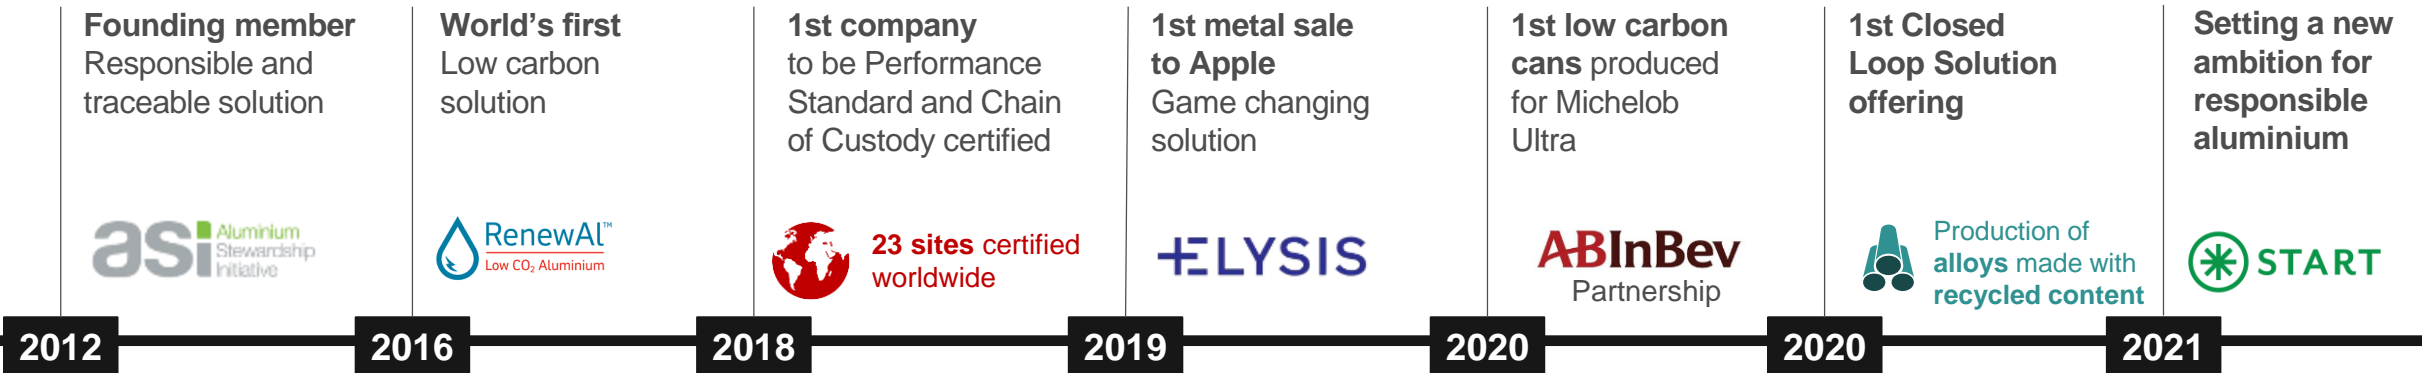 Founding member
Responsible and
traceable solution
asi Aluminium
Stewardship
Initiative
2012
World's first
Low carbon
solution
RenewAl™
Low CO₂ Aluminium
2016
1st company
to be Performance
Standard and Chain
of Custody certified
23 sites certified
worldwide
2018
1st metal sale
to Apple
Game changing
solution
ELYSIS
2019
1st low carbon
cans produced
for Michelob
Ultra
ABInBev
Partnership
2020
1st Closed
Loop Solution
offering
Production of
alloys made with
recycled content
2020
Setting a new
ambition for
responsible
aluminium
START
2021